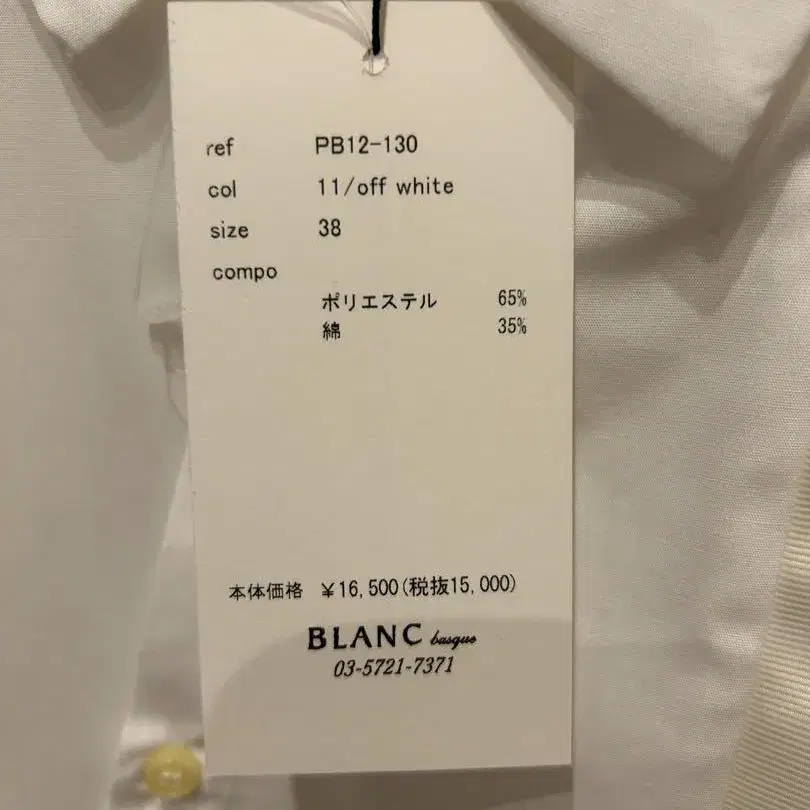 ref PB12-130
col 11/off white
size 38
compo
ポリエステル 65%
綿 35%
本体価格 ¥16,500(税抜15,000)
BLANC basque
03-5721-7371